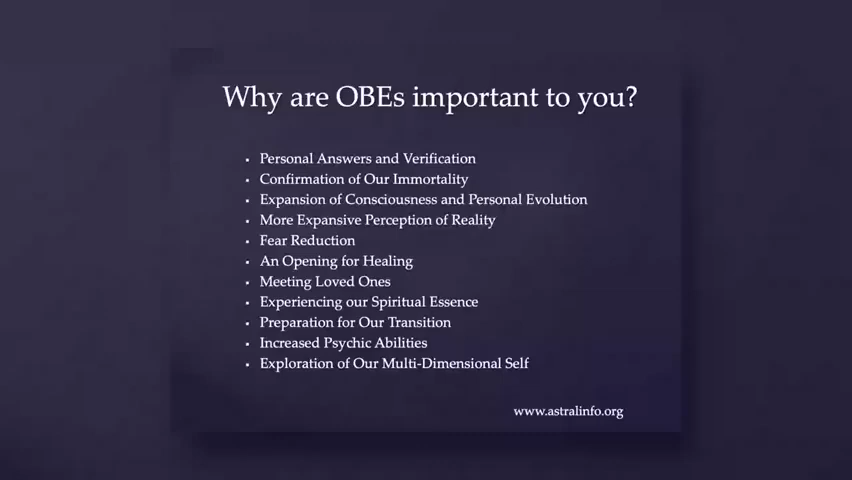 Why are OBEs important to you?
▪ Personal Answers and Verification
▪ Confirmation of Our Immortality
▪ Expansion of Consciousness and Personal Evolution
▪ More Expansive Perception of Reality
▪ Fear Reduction
▪ An Opening for Healing
▪ Meeting Loved Ones
▪ Experiencing our Spiritual Essence
▪ Preparation for Our Transition
▪ Increased Psychic Abilities
▪ Exploration of Our Multi-Dimensional Self
www.astralinfo.org